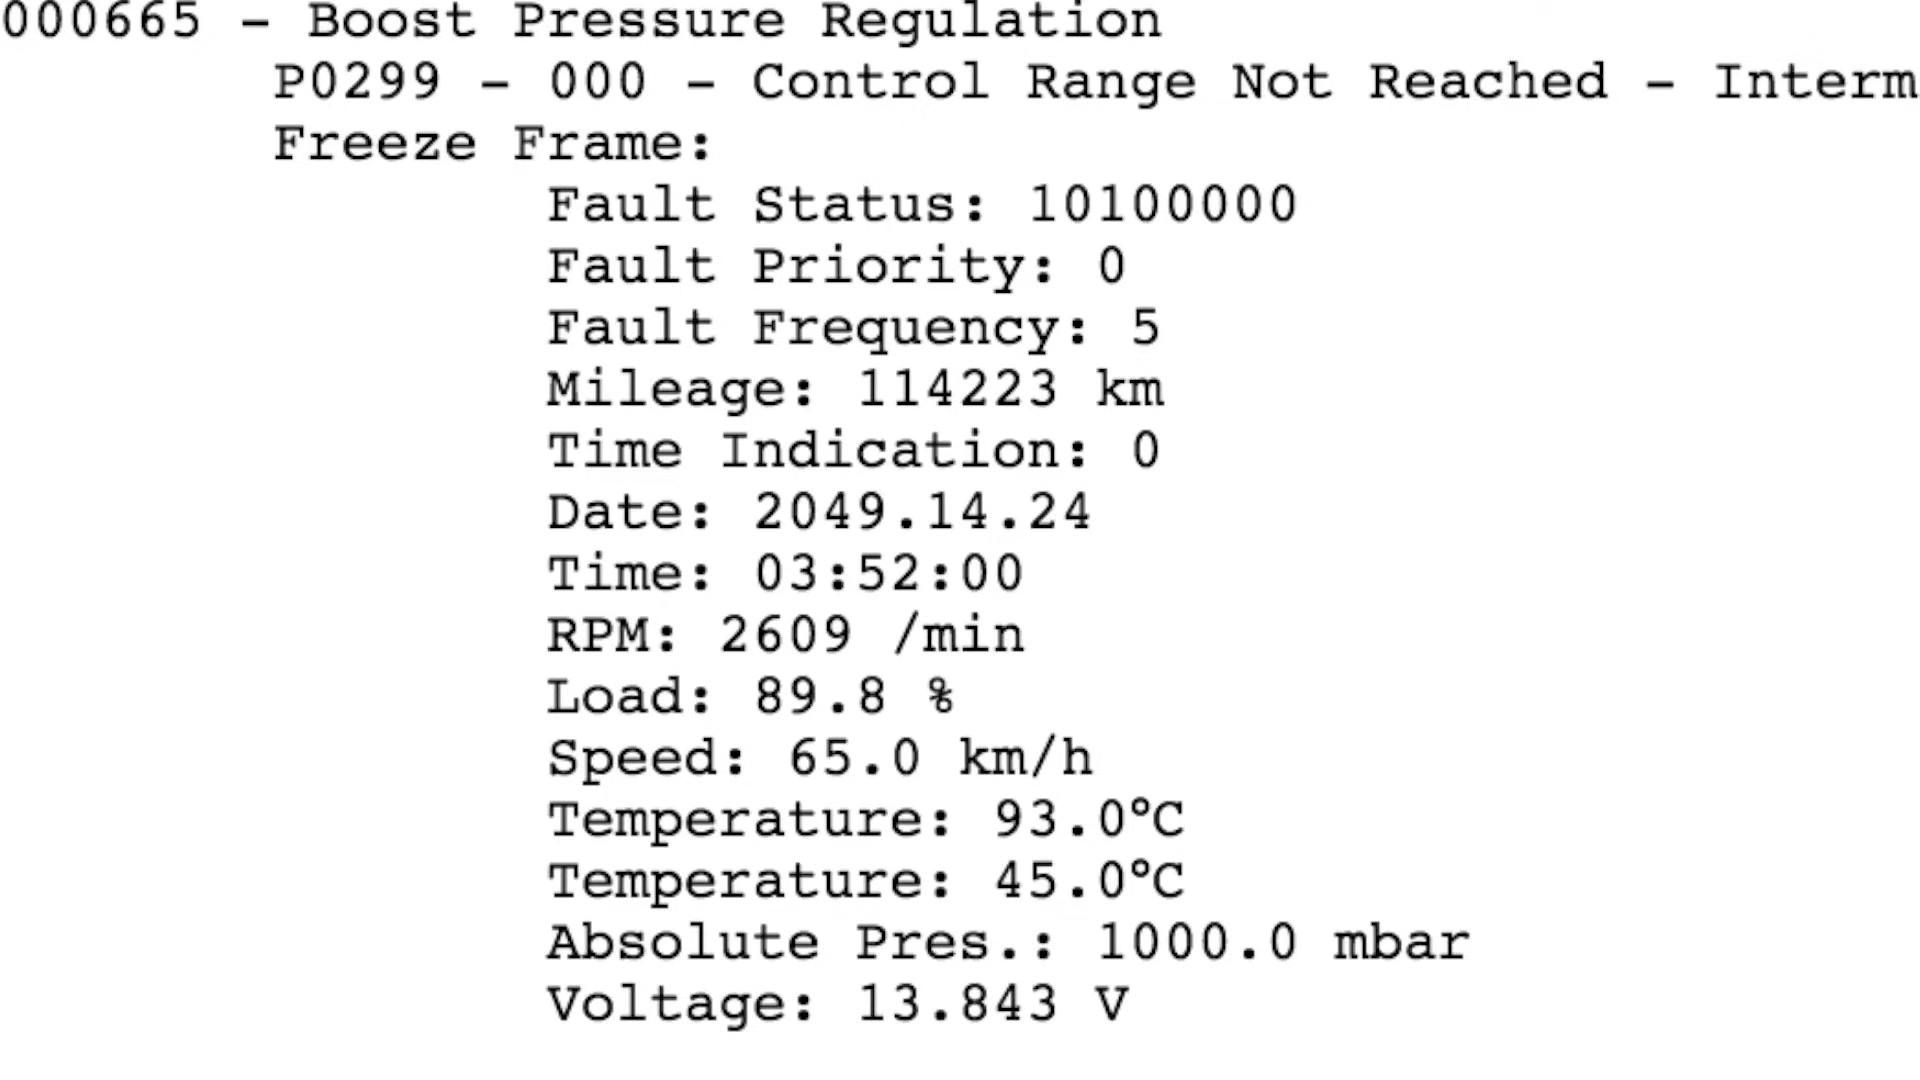 000665 - Boost Pressure Regulation
P0299 - 000 - Control Range Not Reached - Interm
Freeze Frame:
Fault Status: 10100000
Fault Priority: 0
Fault Frequency: 5
Mileage: 114223 km
Time Indication: 0
Date: 2049.14.24
Time: 03:52:00
RPM: 2609 /min
Load: 89.8 %
Speed: 65.0 km/h
Temperature: 93.0°C
Temperature: 45.0°C
Absolute Pres.: 1000.0 mbar
Voltage: 13.843 V